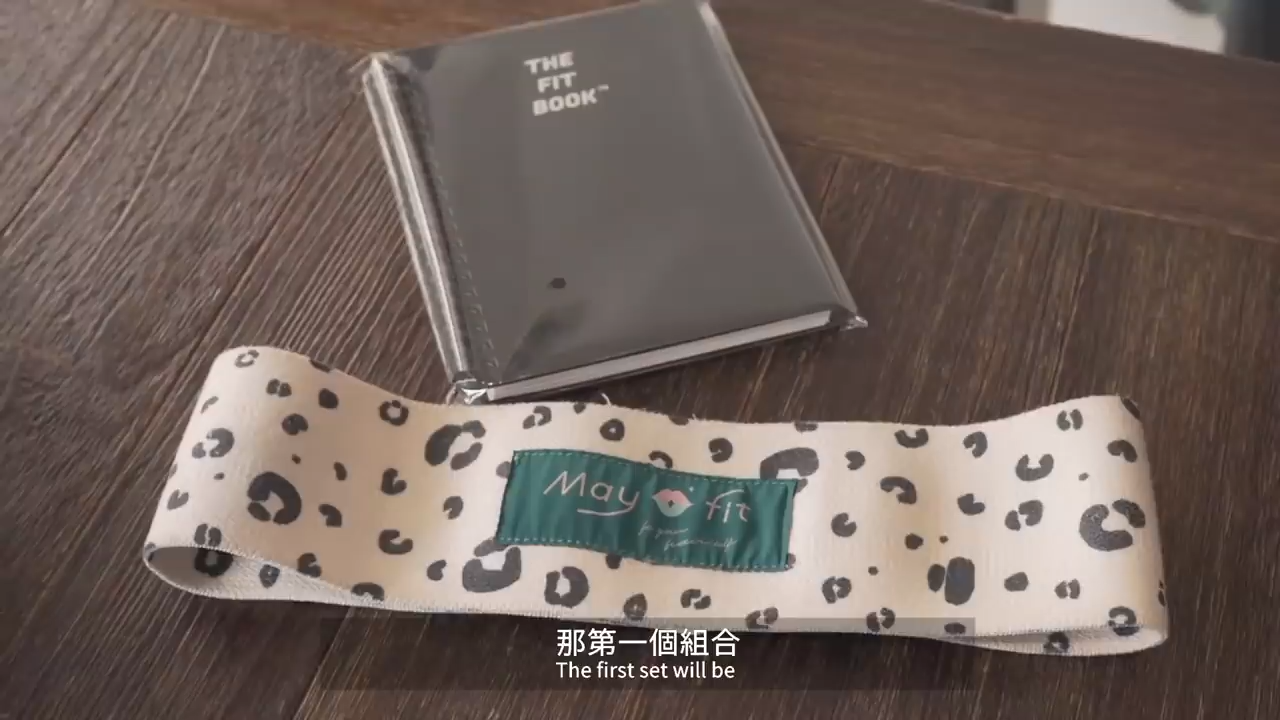 THE
FIT
BOOK™
May fit
那第一個組合
The first set will be